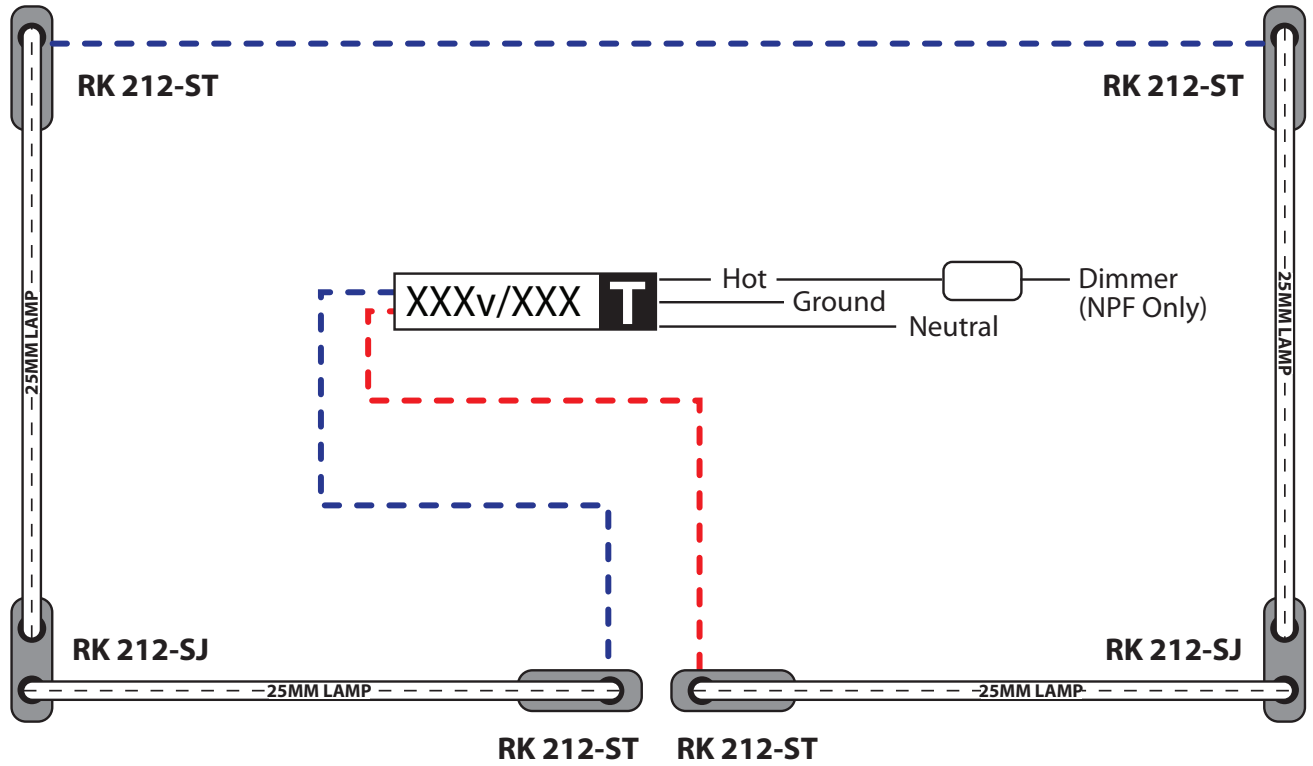 RK 212-ST
RK 212-ST
25MM LAMP
25MM LAMP
XXXv/XXX T
Hot
Dimmer
(NPF Only)
Ground
Neutral
RK 212-SJ
RK 212-SJ
25MM LAMP
25MM LAMP
RK 212-ST
RK 212-ST